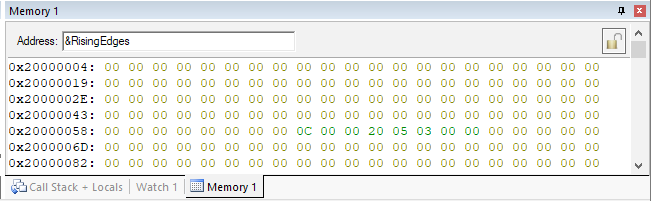 Memory 1
Address: &RisingEdges
0x20000004: 00 00 00 00 00 00 00 00 00 00 00 00 00 00 00 00 00 00 00 00 00
0x20000019: 00 00 00 00 00 00 00 00 00 00 00 00 00 00 00 00 00 00 00 00 00
0x2000002E: 00 00 00 00 00 00 00 00 00 00 00 00 00 00 00 00 00 00 00 00 00
0x20000043: 00 00 00 00 00 00 00 00 00 00 00 00 00 00 00 00 00 00 00 00 00
0x20000058: 00 00 00 00 00 00 00 00 0C 00 00 20 05 03 00 00 00 00 00 00 00
0x2000006D: 00 00 00 00 00 00 00 00 00 00 00 00 00 00 00 00 00 00 00 00 00
0x20000082: 00 00 00 00 00 00 00 00 00 00 00 00 00 00 00 00 00 00 00 00 00
Call Stack + Locals Watch 1 Memory 1